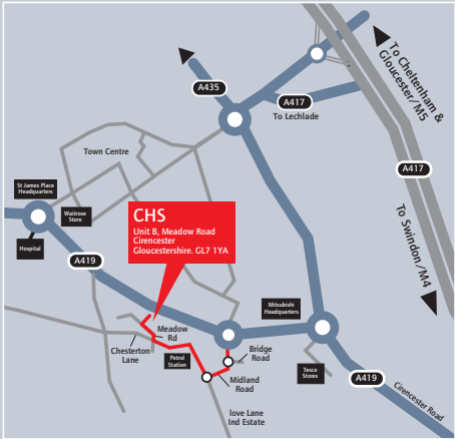 To Cheltenham &
Gloucester/M5
A435
A417
To Lechlade
A417
Town Centre
St James Place
Headquarters
Waitrose
Store
Hospital
CHS
Unit B, Meadow Road
Cirencester
Gloucestershire. GL7 1YA
To Swindon/M4
A419
Mitsubishi
Headquarters
Meadow
Rd
Chesterton
Lane
Petrol
Station
Bridge
Road
Tesco
Stores
Midland
Road
A419
Cirencester Road
love Lane
Ind Estate